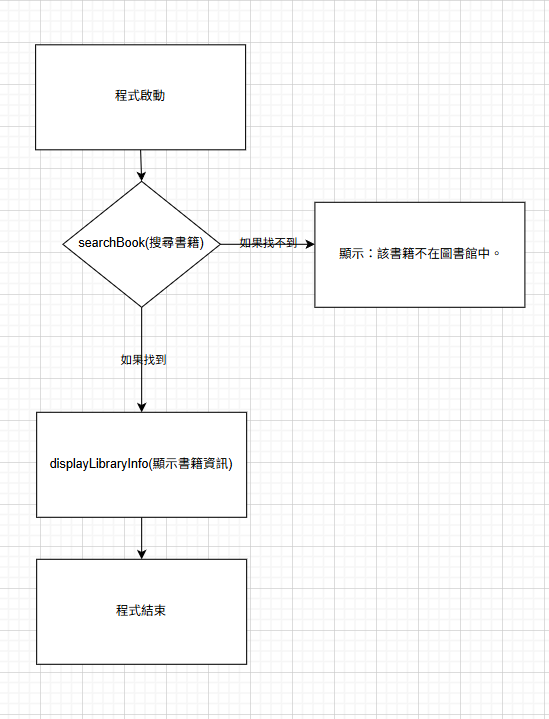 程式啟動
searchBook(搜尋書籍)
如果找不到
顯示：該書籍不在圖書館中。
如果找到
displayLibraryInfo(顯示書籍資訊)
程式結束